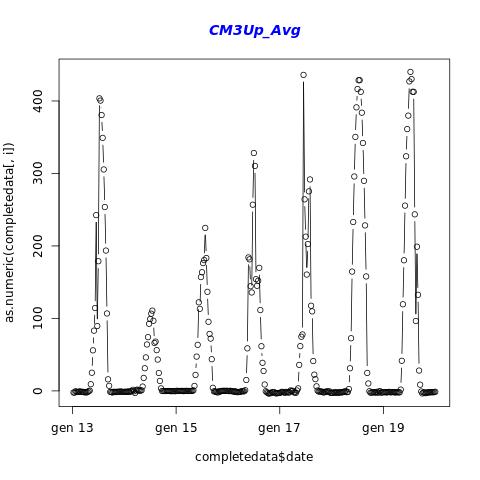 CM3Up_Avg
as.numeric(completedata[, i])
400
300
200
100
0
gen 13
gen 15
gen 17
gen 19
completedata$date